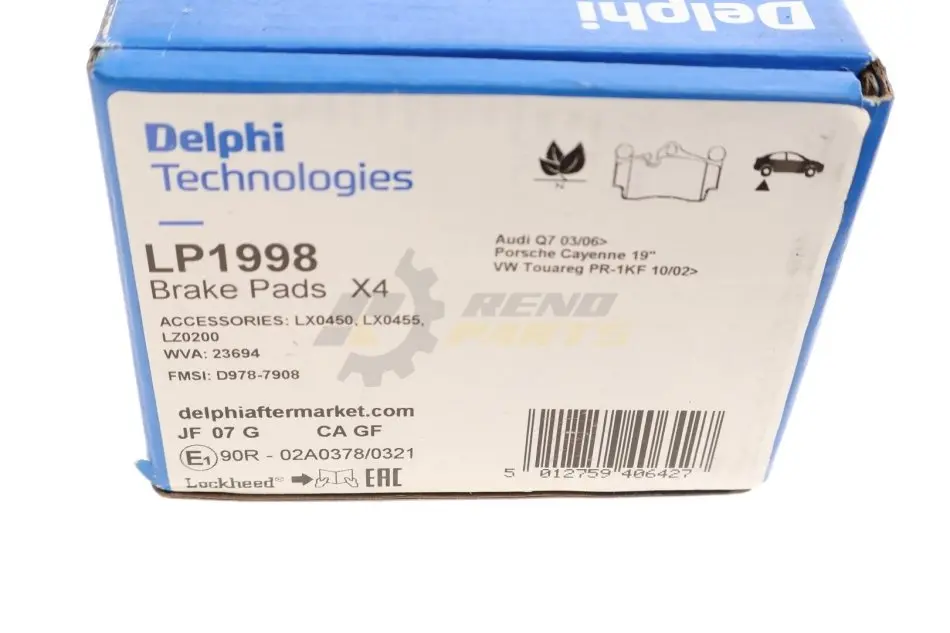 Delphi
Delphi
Technologies
N
LP1998
Brake Pads X4
Audi Q7 03/06>
Porsche Cayenne 19"
VW Touareg PR-1KF 10/02>
ACCESSORIES: LX0450, LX0455,
LZ0200
WVA: 23694
FMSI: D978-7908
RENO
PARTS
delphiaftermarket.com
JF 07 G CA GF
E1 90R - 02A0378/0321
Lockheed® EAC
5 012759 406427